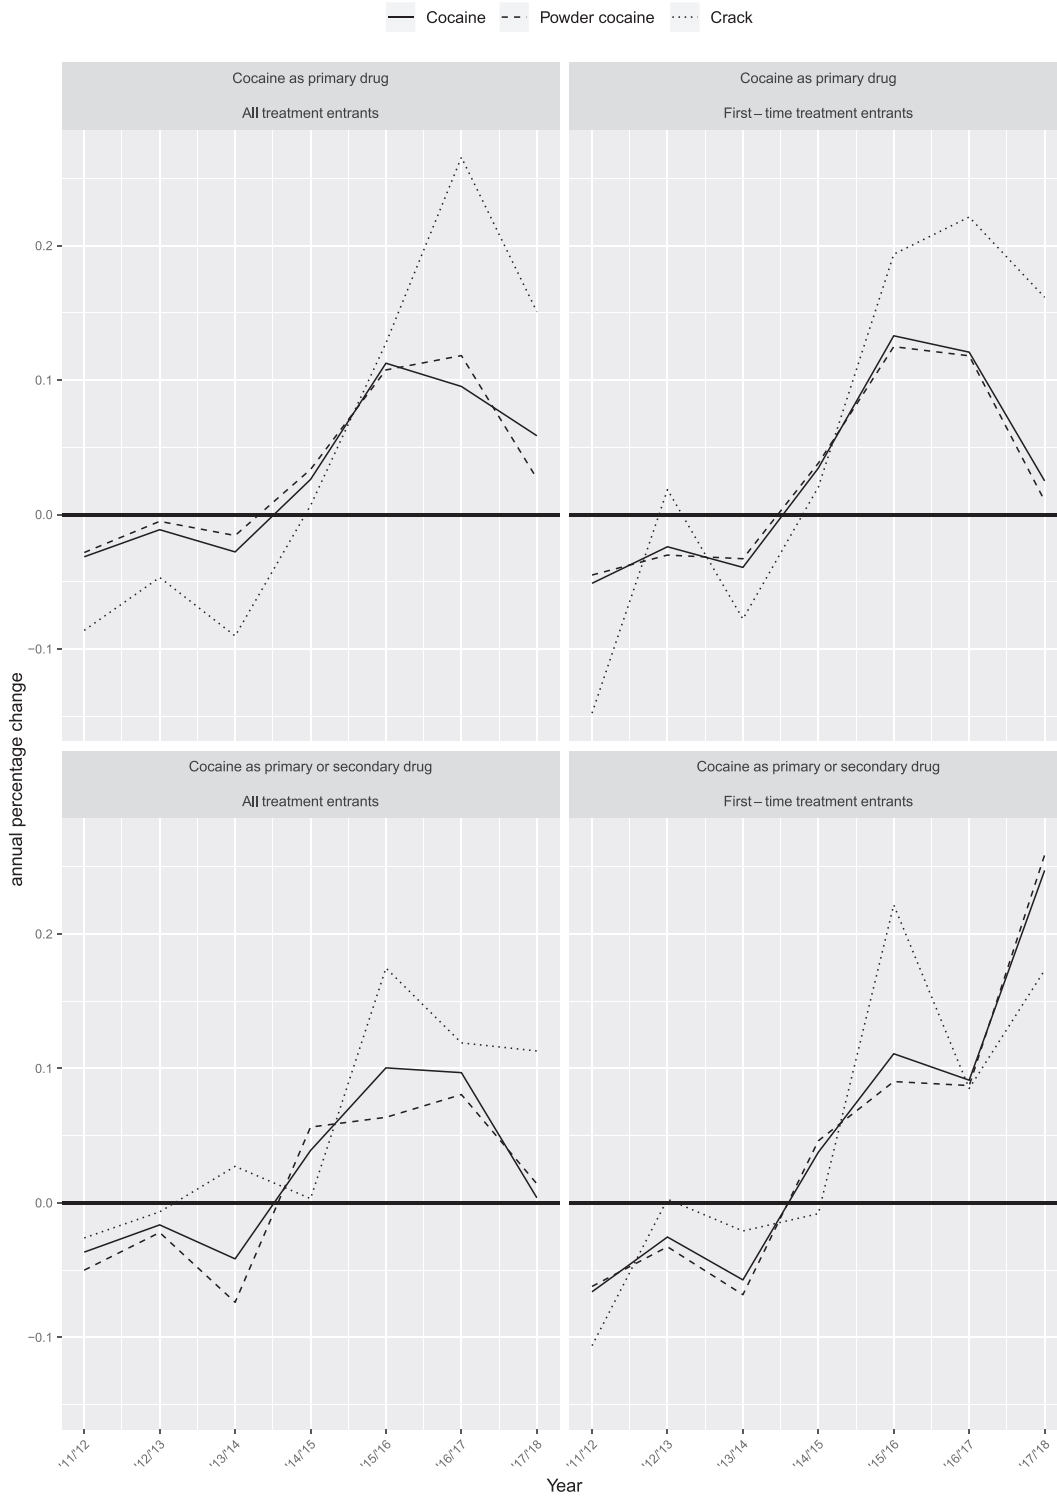 Cocaine Powder cocaine Crack
Cocaine as primary drug
All treatment entrants
Cocaine as primary drug
First–time treatment entrants
0.2
0.1
0.0
−0.1
annual percentage change
Cocaine as primary or secondary drug
All treatment entrants
Cocaine as primary or secondary drug
First–time treatment entrants
0.2
0.1
0.0
−0.1
'11/'12 '12/'13 '13/'14 '14/'15 '15/'16 '16/'17 '17/'18
'11/'12 '12/'13 '13/'14 '14/'15 '15/'16 '16/'17 '17/'18
Year